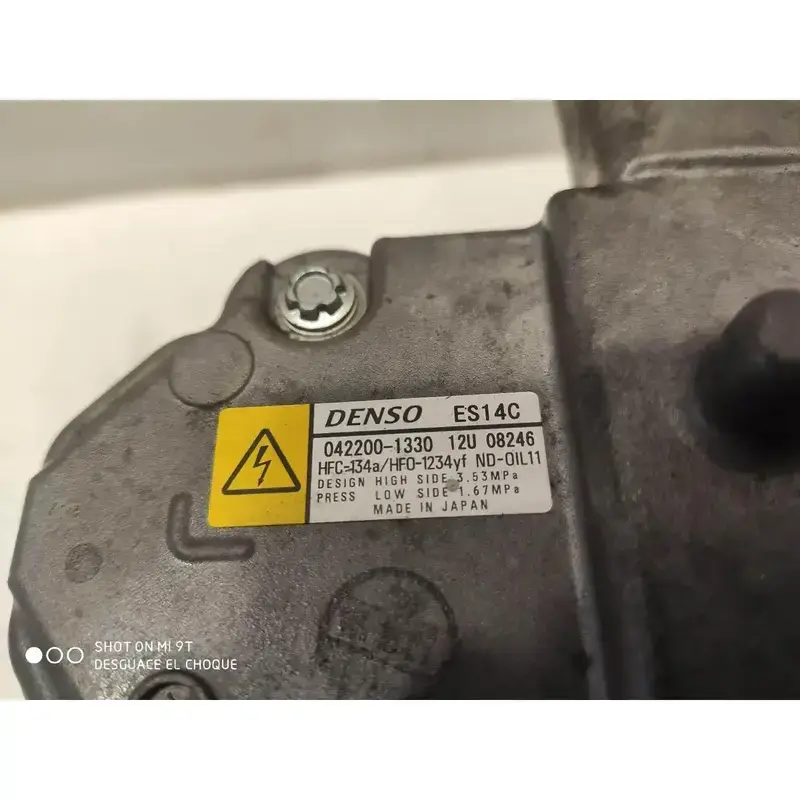 DENSO ES14C
042200-1330 12U 08246
HFC-134a/HFO-1234yf ND-OIL11
DESIGN HIGH SIDE 3.53MPa
PRESS LOW SIDE 1.67MPa
MADE IN JAPAN
SHOT ON MI 9T
DESGUACE EL CHOQUE